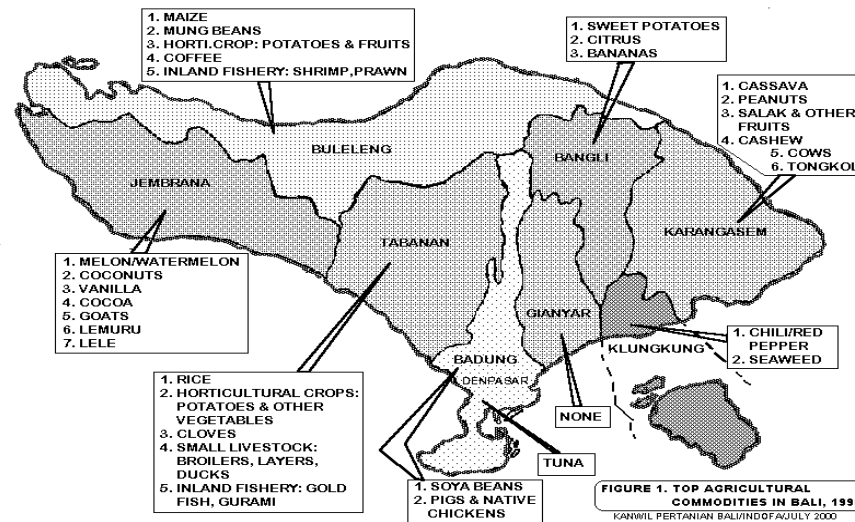 1. MAIZE
2. MUNG BEANS
3. HORTI.CROP: POTATOES & FRUITS
4. COFFEE
5. INLAND FISHERY: SHRIMP,PRAWN
1. SWEET POTATOES
2. CITRUS
3. BANANAS
1. CASSAVA
2. PEANUTS
3. SALAK & OTHER
FRUITS
4. CASHEW
5. COWS
6. TONGKOL
BULELENG
BANGLI
JEMBRANA
TABANAN
KARANGASEM
GIANYAR
KLUNGKUNG
BADUNG
DENPASAR
1. MELON/WATERMELON
2. COCONUTS
3. VANILLA
4. COCOA
5. GOATS
6. LEMURU
7. LELE
1. CHILI/RED
PEPPER
2. SEAWEED
1. RICE
2. HORTICULTURAL CROPS:
POTATOES & OTHER
VEGETABLES
3. CLOVES
4. SMALL LIVESTOCK:
BROILERS, LAYERS,
DUCKS
5. INLAND FISHERY: GOLD
FISH, GURAMI
NONE
TUNA
1. SOYA BEANS
2. PIGS & NATIVE
CHICKENS
FIGURE 1. TOP AGRICULTURAL
COMMODITIES IN BALI, 199
KANWIL PERTANIAN BALI/INDOFA/JULY 2000